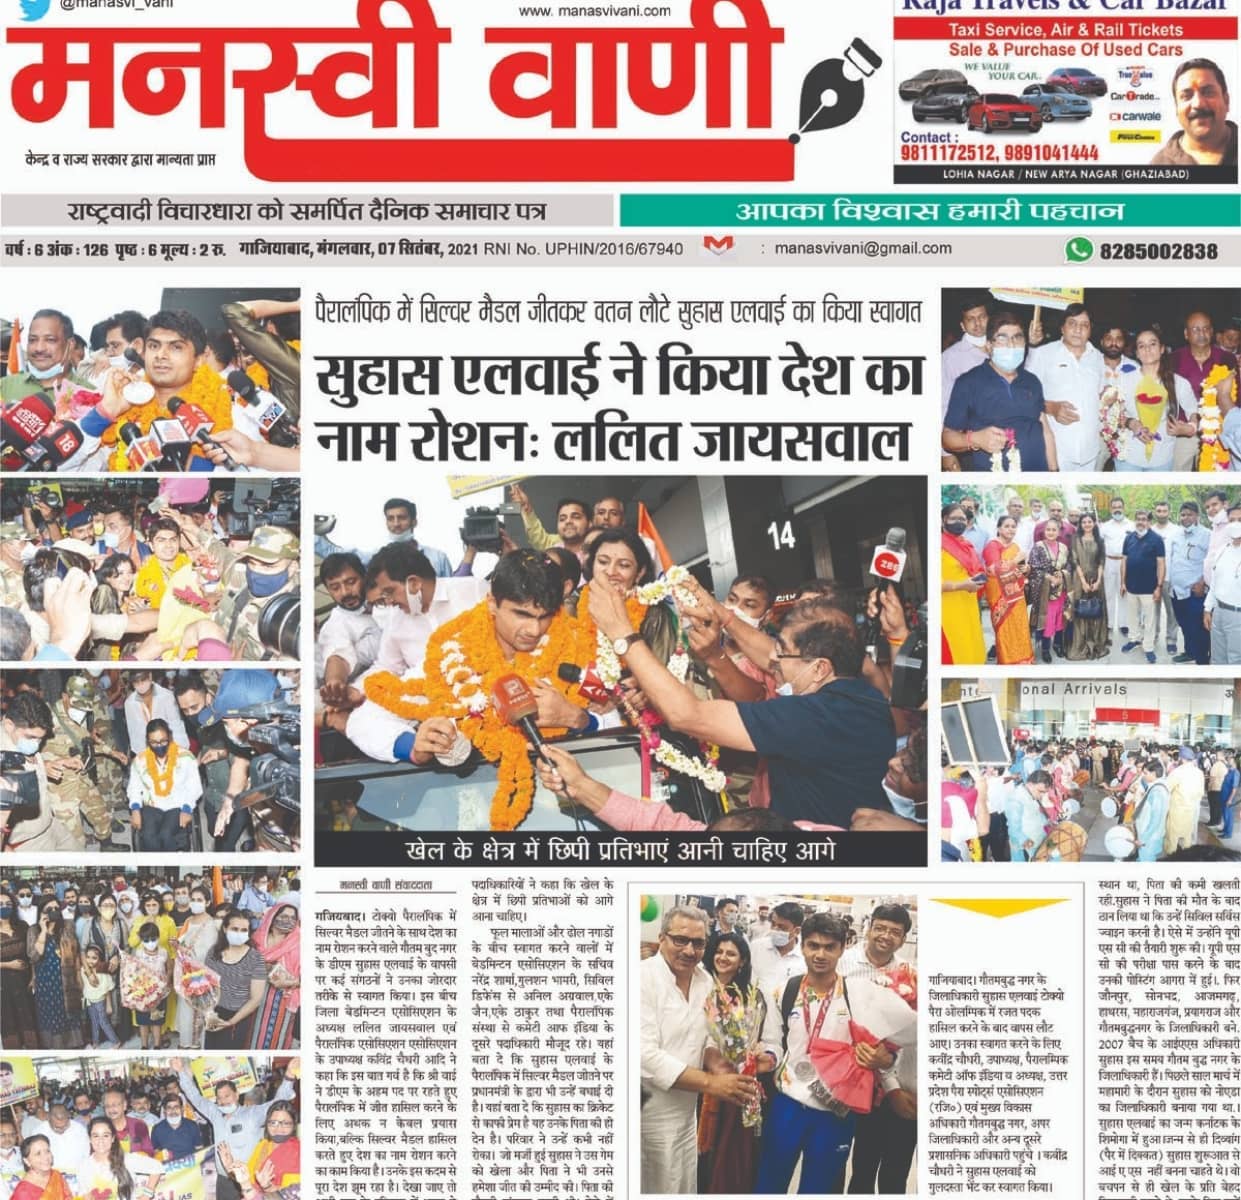 @manasvi_vani
www. manasvivani.com
मनस्वी वाणी
केन्द्र व राज्य सरकार द्वारा मान्यता प्राप्त
Raja Travels & Car Bazar
Taxi Service, Air & Rail Tickets
Sale & Purchase Of Used Cars
WE VALUE
YOUR CAR..
True Value
CarTrade
carwale
Contact :
9811172512, 9891041444
LOHIA NAGAR / NEW ARYA NAGAR (GHAZIABAD)
राष्ट्रवादी विचारधारा को समर्पित दैनिक समाचार पत्र
आपका विश्वास हमारी पहचान
वर्ष : 6 अंक : 126 पृष्ठ : 6 मूल्य : 2 रु. गाजियाबाद, मंगलवार, 07 सितंबर, 2021 RNI No. UPHIN/2016/67940 : manasvivani@gmail.com 8285002838
पैरालंपिक में सिल्वर मैडल जीतकर वतन लौटे सुहास एलवाई का किया स्वागत
सुहास एलवाई ने किया देश का
नाम रोशनः ललित जायसवाल
14
ZEE
18
onal Arrivals
खेल के क्षेत्र में छिपी प्रतिभाएं आनी चाहिए आगे
मनस्वी वाणी संवाददाता
गाजियाबाद। टोक्यो पैरालंपिक में
सिल्वर मैडल जीतने के साथ देश का
नाम रोशन करने वाले गौतम बुद नगर
के डीएम सुहास एलवाई के वापसी
पर कई संगठनों ने उनका जोरदार
तरीके से स्वागत किया। इस बीच
जिला बेडमिन्टन एसोसिएशन के
अध्यक्ष ललित जायसवाल एवं
पैरालंपिक एसोसिएशन एसोसिएशन
के उपाध्यक्ष कविंद्र चौधरी आदि ने
कहा कि इस बात गर्व है कि श्री वाई
ने डीएम के अहम पद पर रहते हुए
पैरालंपिक में जीत हासिल करने के
लिए अथक न केवल प्रयास
किया,बल्कि सिल्वर मैडल हासिल
करते हुए देश का नाम रोशन करने
का काम किया है। उनके इस कदम से
पूरा देश झूम रहा है। देखा जाए तो
पदाधिकारियों ने कहा कि खेल के
क्षेत्र में छिपी प्रतिभाओं को आगे
आना चाहिए।
फूल मालाओं और ढोल नगाडों
के बीच स्वागत करने वालों में
बेडमिन्टन एसोसिएशन के सचिव
नरेंद्र शर्मा,गुलशन भामरी, सिविल
डिफेंस से अनिल अग्रवाल,एके
जैन,एके ठाकुर तथा पैरालंपिक
संस्था से कमेटी आफ इंडिया के
दूसरे पदाधिकारी मौजूद रहे। यहां
बता दे कि सुहास एलवाई के
पैरालंपिक में सिल्वर मैडल जीतने पर
प्रधानमंत्री के द्वारा भी उन्हें बधाई दी
है। यहां बता दे कि सुहास का क्रिकेट
से काफी प्रेम है यह उनके पिता की ही
देन है। परिवार ने उन्हें कभी नहीं
रोका। जो मर्जी हुई सुहास ने उस गेम
को खेला और पिता ने भी उनसे
हमेशा जीत की उम्मीद की। पिता की
गाजियाबाद। गौतमबुद्ध नगर के
जिलाधिकारी सुहास एलवाई टोक्यो
पैरा ओलम्पिक में रजत पदक
हासिल करने के बाद वापस लौट
आए। उनका स्वागत करने के लिए
कवींद्र चौधरी, उपाध्यक्ष, पैरालम्पिक
कमेटी ऑफ इंडिया व अध्यक्ष, उत्तर
प्रदेश पैरा स्पोर्ट्स एसोसिएशन
(रजि०) एवं मुख्य विकास
अधिकारी गौतमबुद्ध नगर, अपर
जिलाधिकारी और अन्य दूसरे
प्रशासनिक अधिकारी पहुंचे । कवींद्र
चौधरी ने सुहास एलवाई को
गुलदस्ता भेंट कर स्वागत किया।
स्थान था, पिता की कमी खलती
रही.सुहास ने पिता की मौत के बाद
ठान लिया था कि उन्हें सिविल सर्विस
ज्वाइन करनी है। ऐसे में उन्होंने यूपी
एस सी की तैयारी शुरू की। यूपी एस
सी की परीक्षा पास करने के बाद
उनकी पोस्टिंग आगरा में हुई। फिर
जौनपुर, सोनभद्र, आजमगढ़,
हाथरस, महाराजगंज, प्रयागराज और
गौतमबुद्धनगर के जिलाधिकारी बने.
2007 बैच के आईएएस अधिकारी
सुहास इस समय गौतम बुद्ध नगर के
जिलाधिकारी हैं। पिछले साल मार्च में
महामारी के दौरान सुहास को नोएडा
का जिलाधिकारी बनाया गया था।
सुहास एलवाई का जन्म कर्नाटक के
शिमोगा में हुआ।जन्म से ही दिव्यांग
(पैर में दिक्कत) सुहास शुरूआत से
आई ए एस नहीं बनना चाहते थे। वो
बचपन से ही खेल के प्रति बेहद